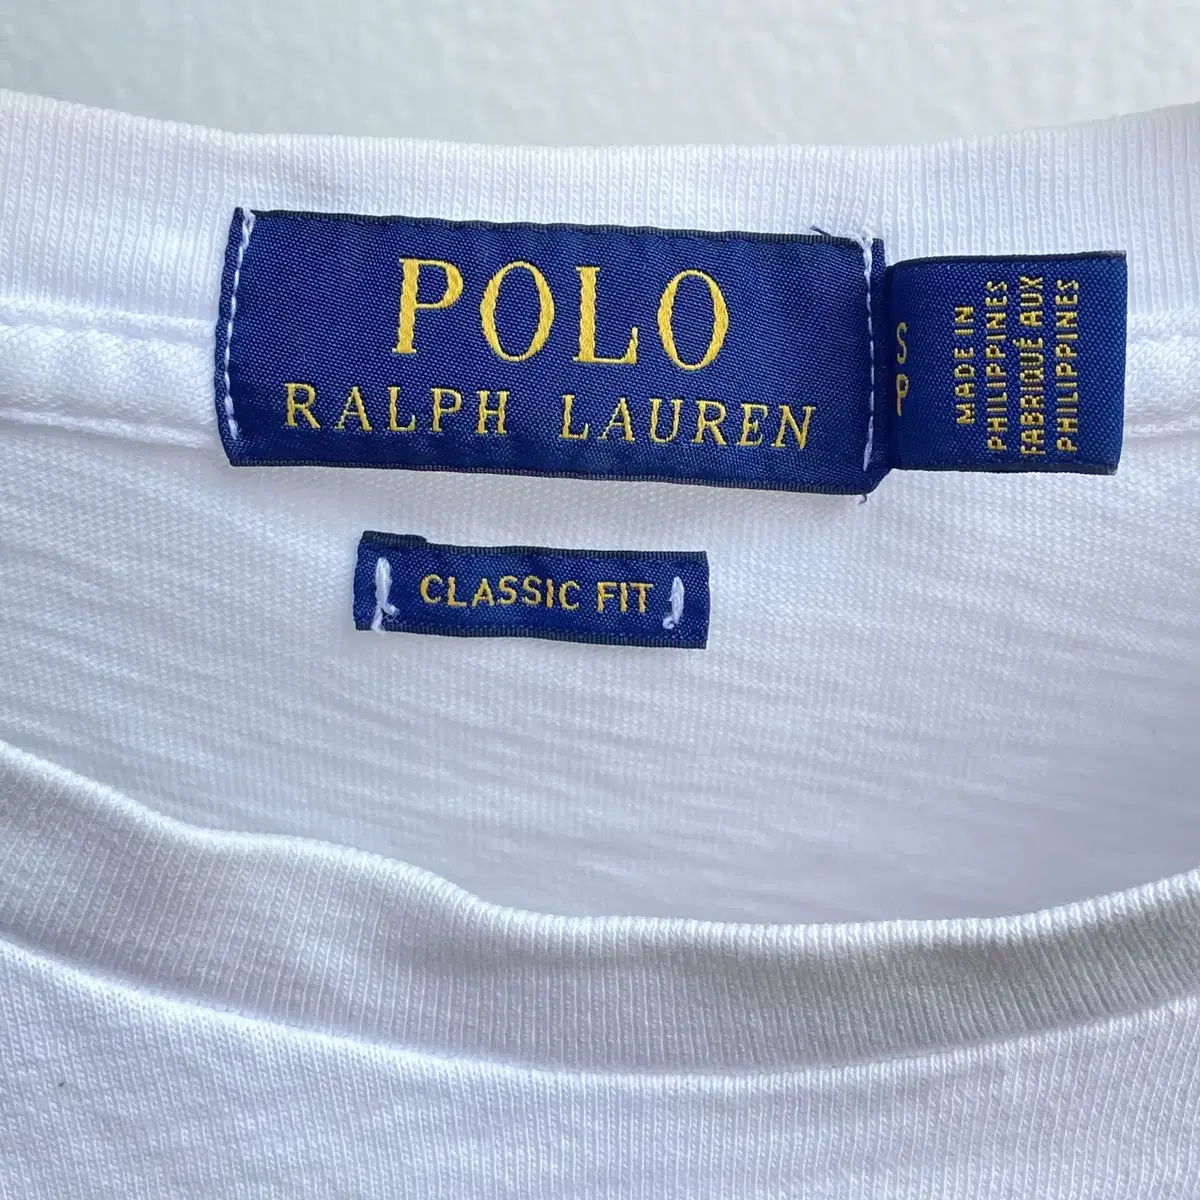 POLO
RALPH LAUREN
S
P
MADE IN
PHILIPPINES
FABRIQUÉ AUX
PHILIPPINES
CLASSIC FIT